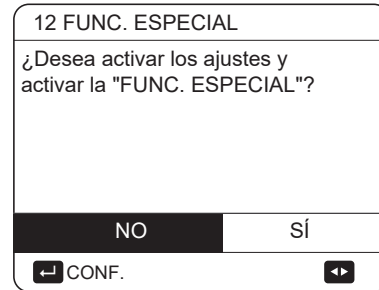 12 FUNC. ESPECIAL
¿Desea activar los ajustes y
activar la "FUNC. ESPECIAL"?
NO SÍ
CONF.